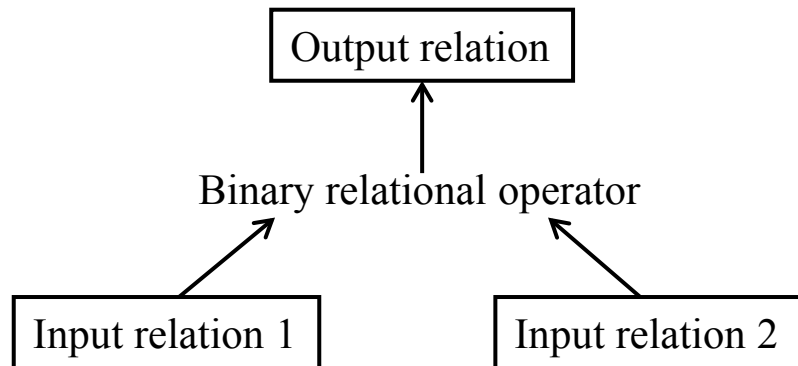 Output relation
Binary relational operator
Input relation 1
Input relation 2